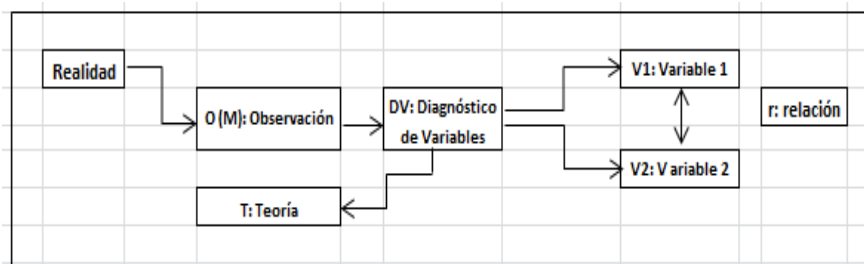 Realidad
O (M): Observación
DV: Diagnóstico
de Variables
V1: Variable 1
r: relación
V2: V ariable 2
T: Teoría